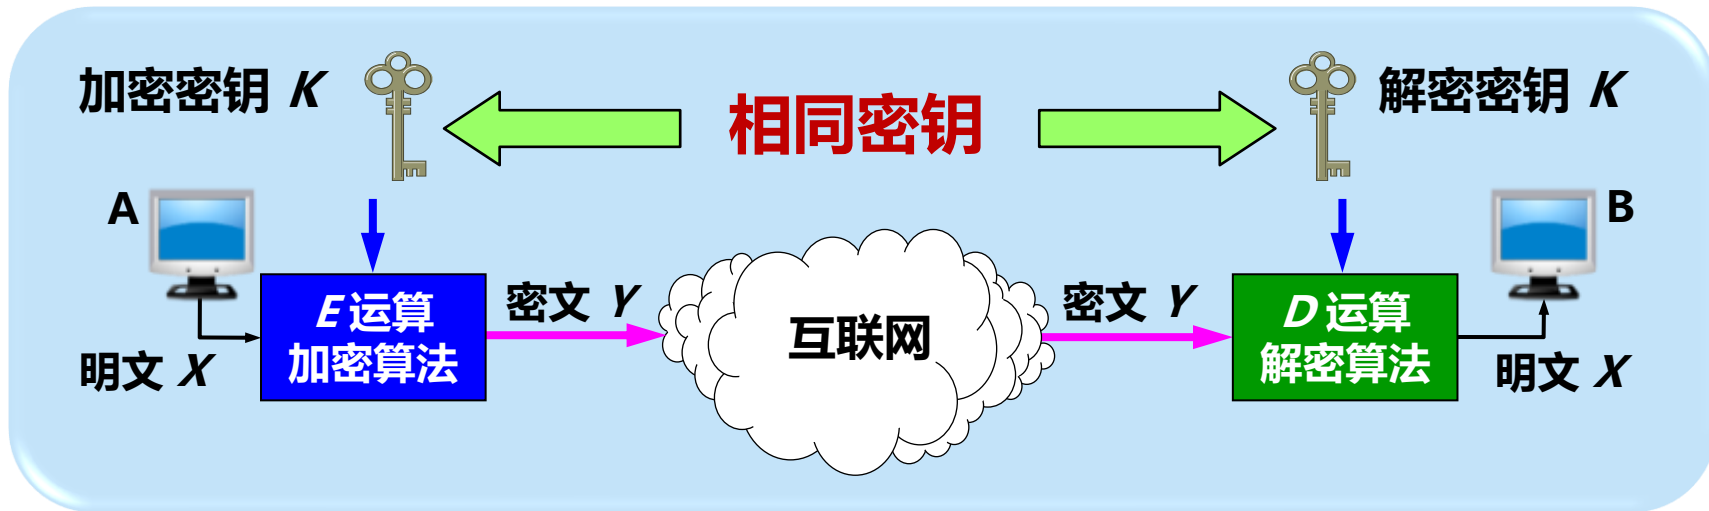 加密密钥 K
相同密钥
解密密钥 K
A
B
E 运算
加密算法
密文 Y
互联网
密文 Y
D 运算
解密算法
明文 X
明文 X